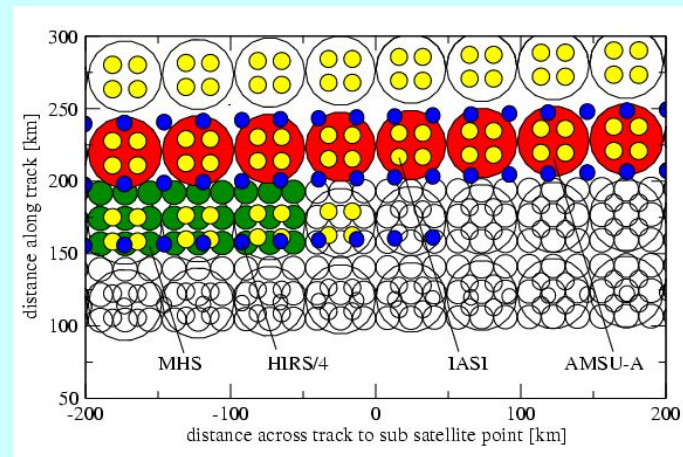 300
250
200
150
100
50
distance along track [km]
MHS
HIRS/4
IASI
AMSU-A
-200
-100
0
100
200
distance across track to sub satellite point [km]